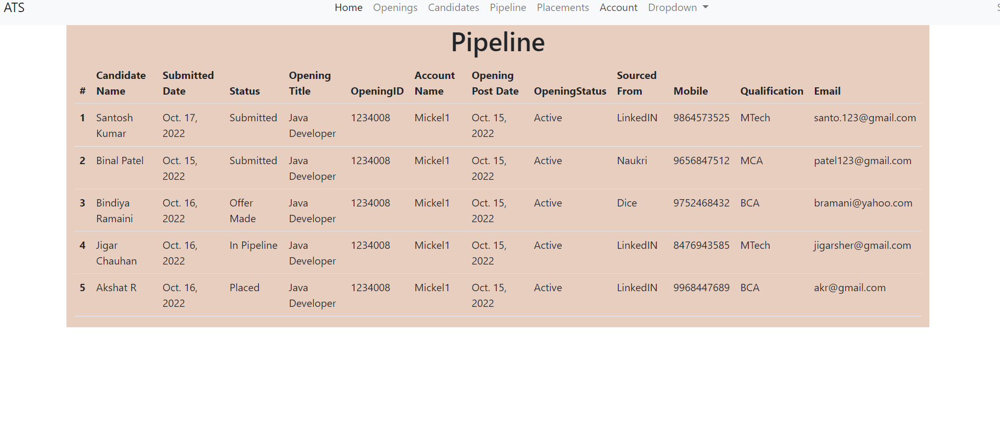 ATS Home Openings Candidates Pipeline Placements Account Dropdown S
Pipeline
Candidate Submitted Opening Account Opening Sourced
# Name Date Status Title OpeningID Name Post Date OpeningStatus From Mobile Qualification Email
1 Santosh Oct. 17, Submitted Java 1234008 Mickel1 Oct. 15, Active LinkedIN 9864573525 MTech santo.123@gmail.com
Kumar 2022 Developer 2022
2 Binal Patel Oct. 15, Submitted Java 1234008 Mickel1 Oct. 15, Active Naukri 9656847512 MCA patel123@gmail.com
2022 Developer 2022
3 Bindiya Oct. 16, Offer Java 1234008 Mickel1 Oct. 15, Active Dice 9752468432 BCA bramani@yahoo.com
Ramaini 2022 Made Developer 2022
4 Jigar Oct. 16, In Pipeline Java 1234008 Mickel1 Oct. 15, Active LinkedIN 8476943585 MTech jigarsher@gmail.com
Chauhan 2022 Developer 2022
5 Akshat R Oct. 16, Placed Java 1234008 Mickel1 Oct. 15, Active LinkedIN 9968447689 BCA akr@gmail.com
2022 Developer 2022